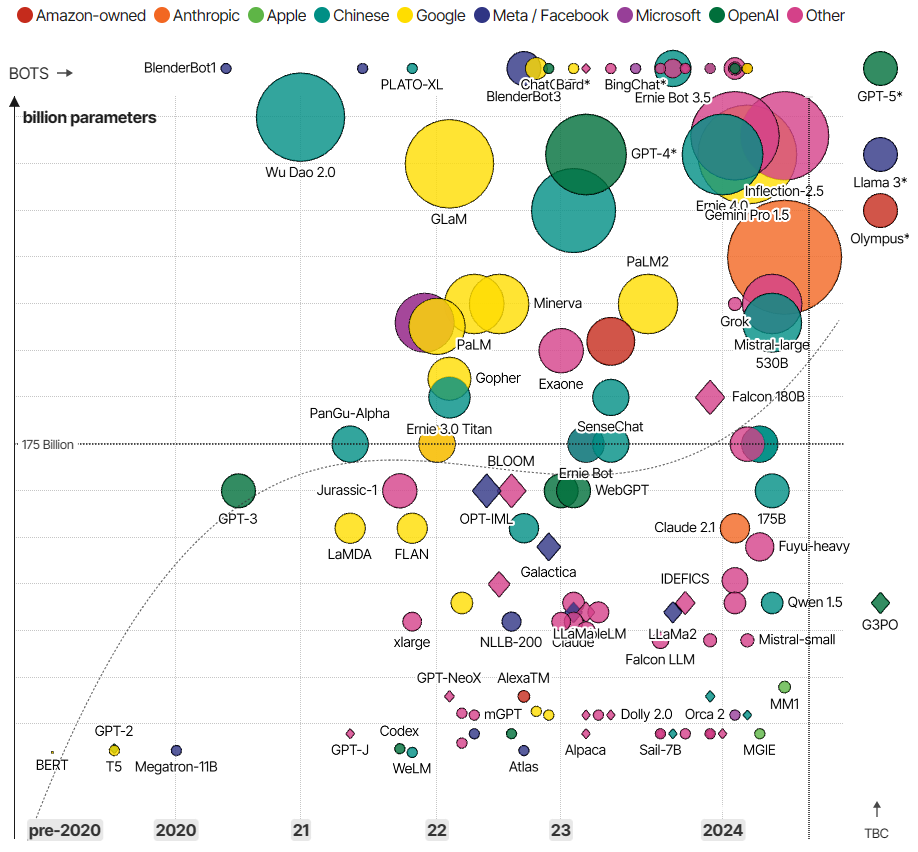 Amazon-owned Anthropic Apple Chinese Google Meta / Facebook Microsoft OpenAI Other
BOTS →
BlenderBot1
PLATO-XL
BlenderBot3
Bard*
BingChat*
Ernie Bot 3.5
GPT-5*
billion parameters
Wu Dao 2.0
GLaM
GPT-4*
Inflection-2.5
Ernie 4.0
Gemini Pro 1.5
Llama 3*
Olympus*
PaLM2
Minerva
PaLM
Grok
Mistral-large
530B
Exaone
Gopher
Falcon 180B
PanGu-Alpha
Ernie 3.0 Titan
SenseChat
175 Billion
BLOOM
Ernie Bot
Jurassic-1
WebGPT
GPT-3
OPT-IML
175B
LaMDA
FLAN
Claude 2.1
Fuyu-heavy
Galactica
IDEFICS
Qwen 1.5
G3PO
xlarge
NLLB-200
Claude
LLaMa2
Mistral-small
Falcon LLM
GPT-NeoX
AlexaTM
MM1
mGPT
Dolly 2.0
Orca 2
GPT-2
Codex
GPT-J
Alpaca
Sail-7B
MGIE
BERT
T5
Megatron-11B
WeLM
Atlas
↑
TBC
pre-2020 2020 21 22 23 2024